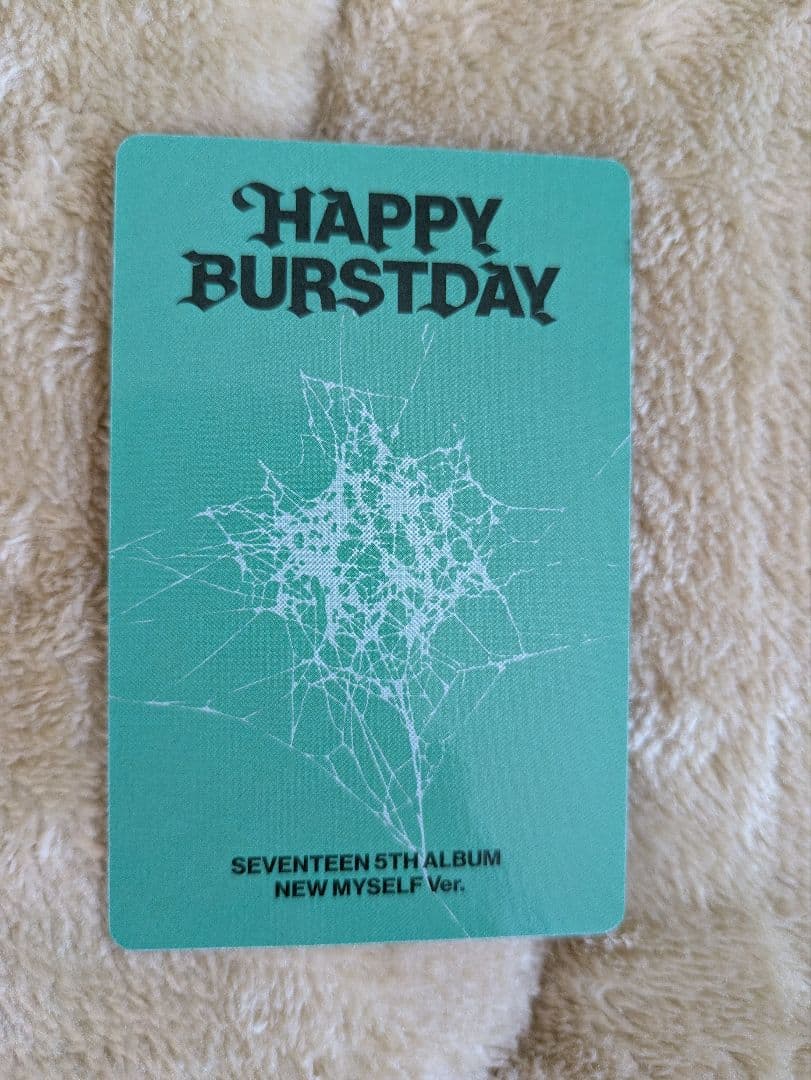 HAPPY
BURSTDAY
SEVENTEEN 5TH ALBUM
NEW MYSELF Ver.